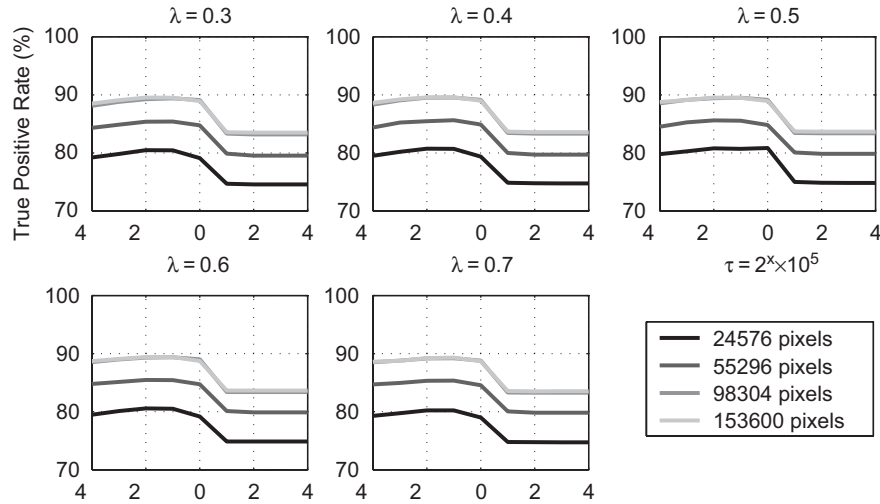 λ = 0.3
λ = 0.4
λ = 0.5
True Positive Rate (%)
100
90
80
70
4 2 0 2 4
100
90
80
70
4 2 0 2 4
100
90
80
70
4 2 0 2 4
λ = 0.6
λ = 0.7
τ = 2^x×10^5
100
90
80
70
4 2 0 2 4
100
90
80
70
4 2 0 2 4
24576 pixels
55296 pixels
98304 pixels
153600 pixels